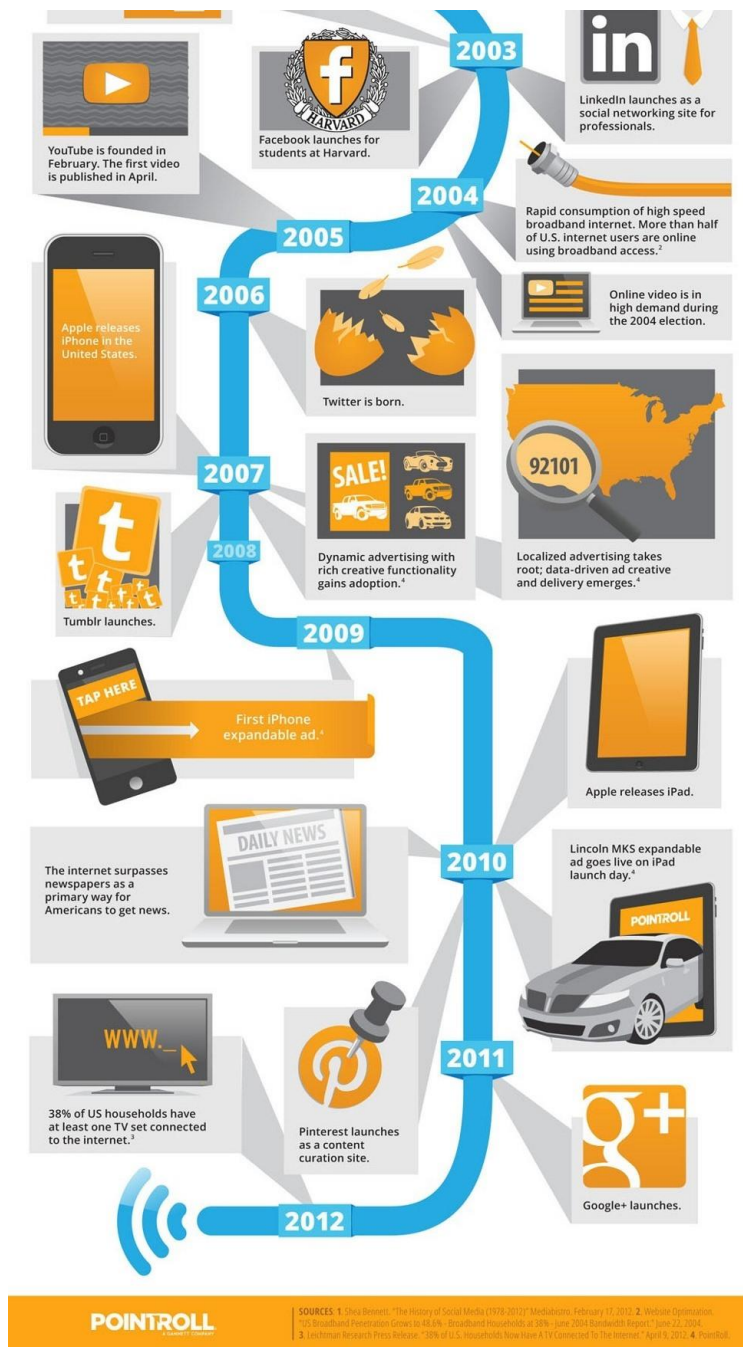 2003
in
LinkedIn launches as a
social networking site for
professionals.
f
HARVARD
Facebook launches for
students at Harvard.
YouTube is founded in
February. The first video
is published in April.
2004
Rapid consumption of high speed
broadband internet. More than half
of U.S. internet users are online
using broadband access.²
2005
Online video is in
high demand during
the 2004 election.
2006
Twitter is born.
Apple releases
iPhone in the
United States.
2007
SALE!
Dynamic advertising with
rich creative functionality
gains adoption.⁴
92101
Localized advertising takes
root; data-driven ad creative
and delivery emerges.⁴
t
t
t
t
t
t
t
Tumblr launches.
2008
2009
TAP HERE
First iPhone
expandable ad.⁴
Apple releases iPad.
DAILY NEWS
The internet surpasses
newspapers as a
primary way for
Americans to get news.
2010
Lincoln MKS expandable
ad goes live on iPad
launch day.⁴
POINTROLL
2011
WWW._
38% of US households have
at least one TV set connected
to the internet.³
Pinterest launches
as a content
curation site.
g+
Google+ launches.
2012
POINTROLL
A GANNETT COMPANY
SOURCES: 1. Shea Bennett. "The History of Social Media (1978-2012)" Mediabistro. February 17, 2012. 2. Website Optimzation.
"US Broadband Penetration Grows to 48.6% - Broadband Households at 38% - June 2004 Bandwidth Report." June 22, 2004.
3. Leichtman Research Press Release. "38% of U.S. Households Now Have A TV Connected To The Internet." April 9, 2012. 4. PointRoll.